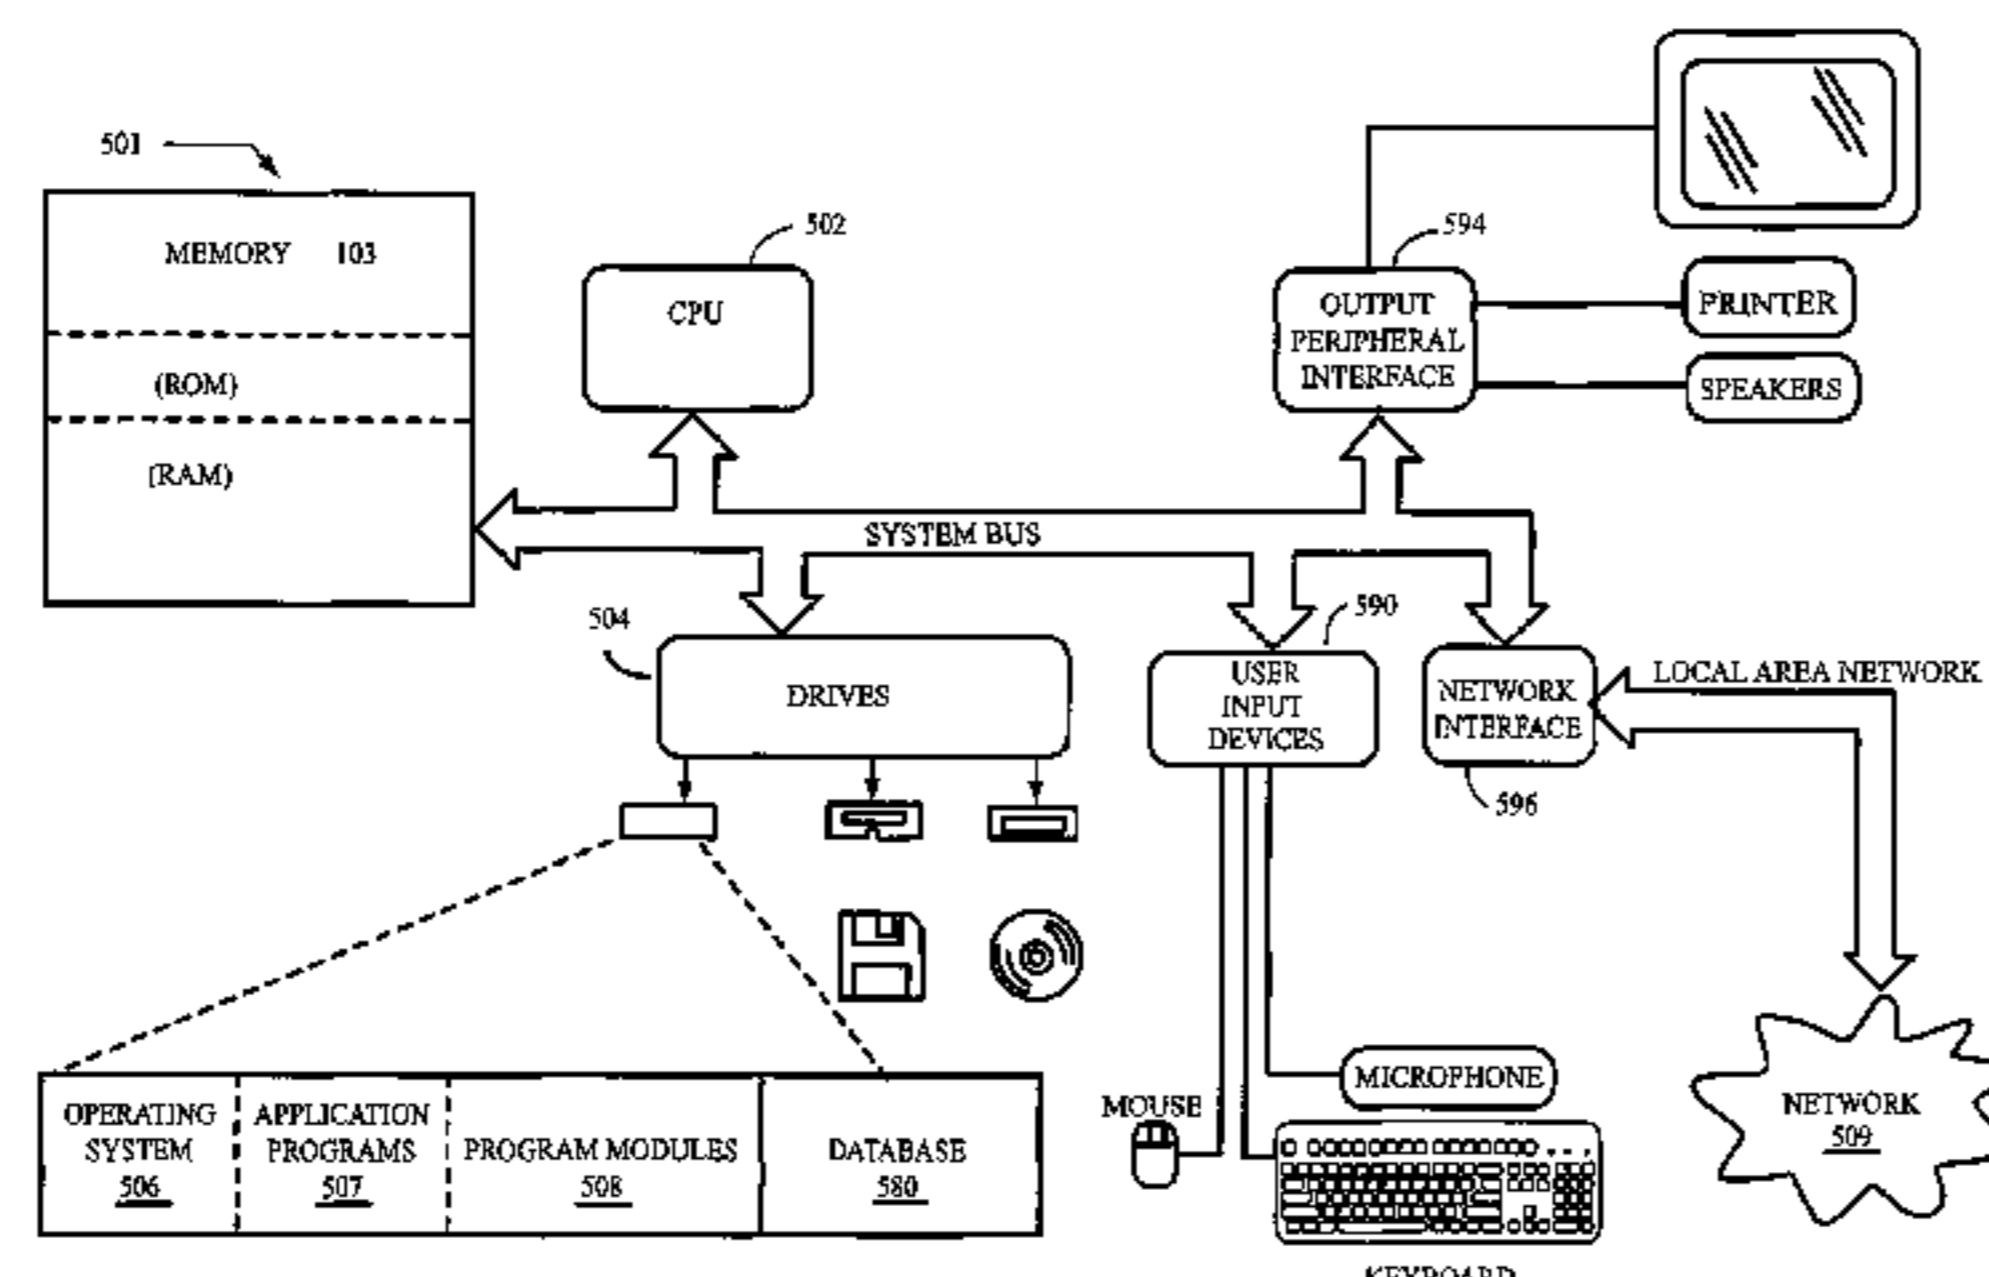 501
MEMORY 103
(ROM)
(RAM)
502
CPU
594
OUTPUT
PERIPHERAL
INTERFACE
PRINTER
SPEAKERS
SYSTEM BUS
504
DRIVES
590
USER
INPUT
DEVICES
NETWORK
INTERFACE
596
LOCAL AREA NETWORK
OPERATING
SYSTEM
506
APPLICATION
PROGRAMS
507
PROGRAM MODULES
508
DATABASE
580
MOUSE
MICROPHONE
KEYBOARD
NETWORK
509